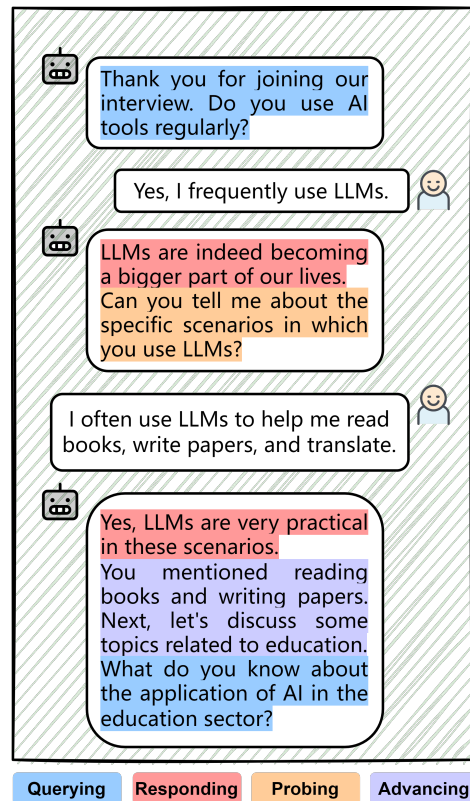 Thank you for joining our
interview. Do you use AI
tools regularly?
Yes, I frequently use LLMs.
LLMs are indeed becoming
a bigger part of our lives.
Can you tell me about the
specific scenarios in which
you use LLMs?
I often use LLMs to help me read
books, write papers, and translate.
Yes, LLMs are very practical
in these scenarios.
You mentioned reading
books and writing papers.
Next, let's discuss some
topics related to education.
What do you know about
the application of AI in the
education sector?
Querying Responding Probing Advancing